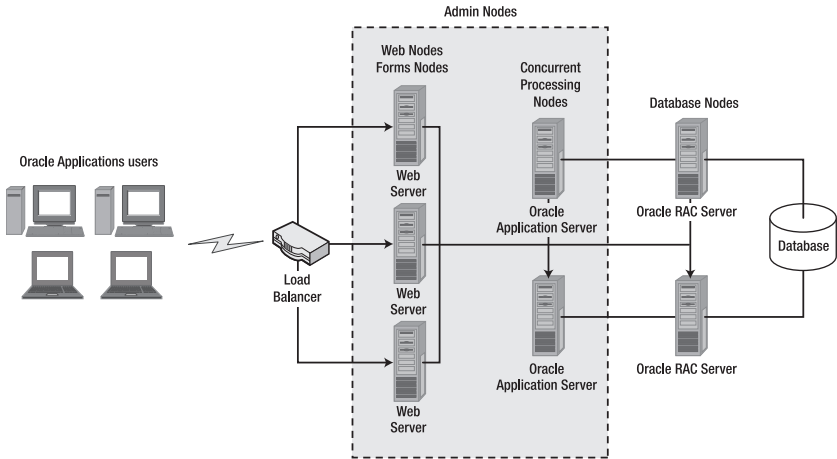 Admin Nodes
Web Nodes
Forms Nodes
Concurrent
Processing
Nodes
Database Nodes
Oracle Applications users
Web
Server
Oracle
Application Server
Oracle RAC Server
Load
Balancer
Web
Server
Database
Web
Server
Oracle
Application Server
Oracle RAC Server